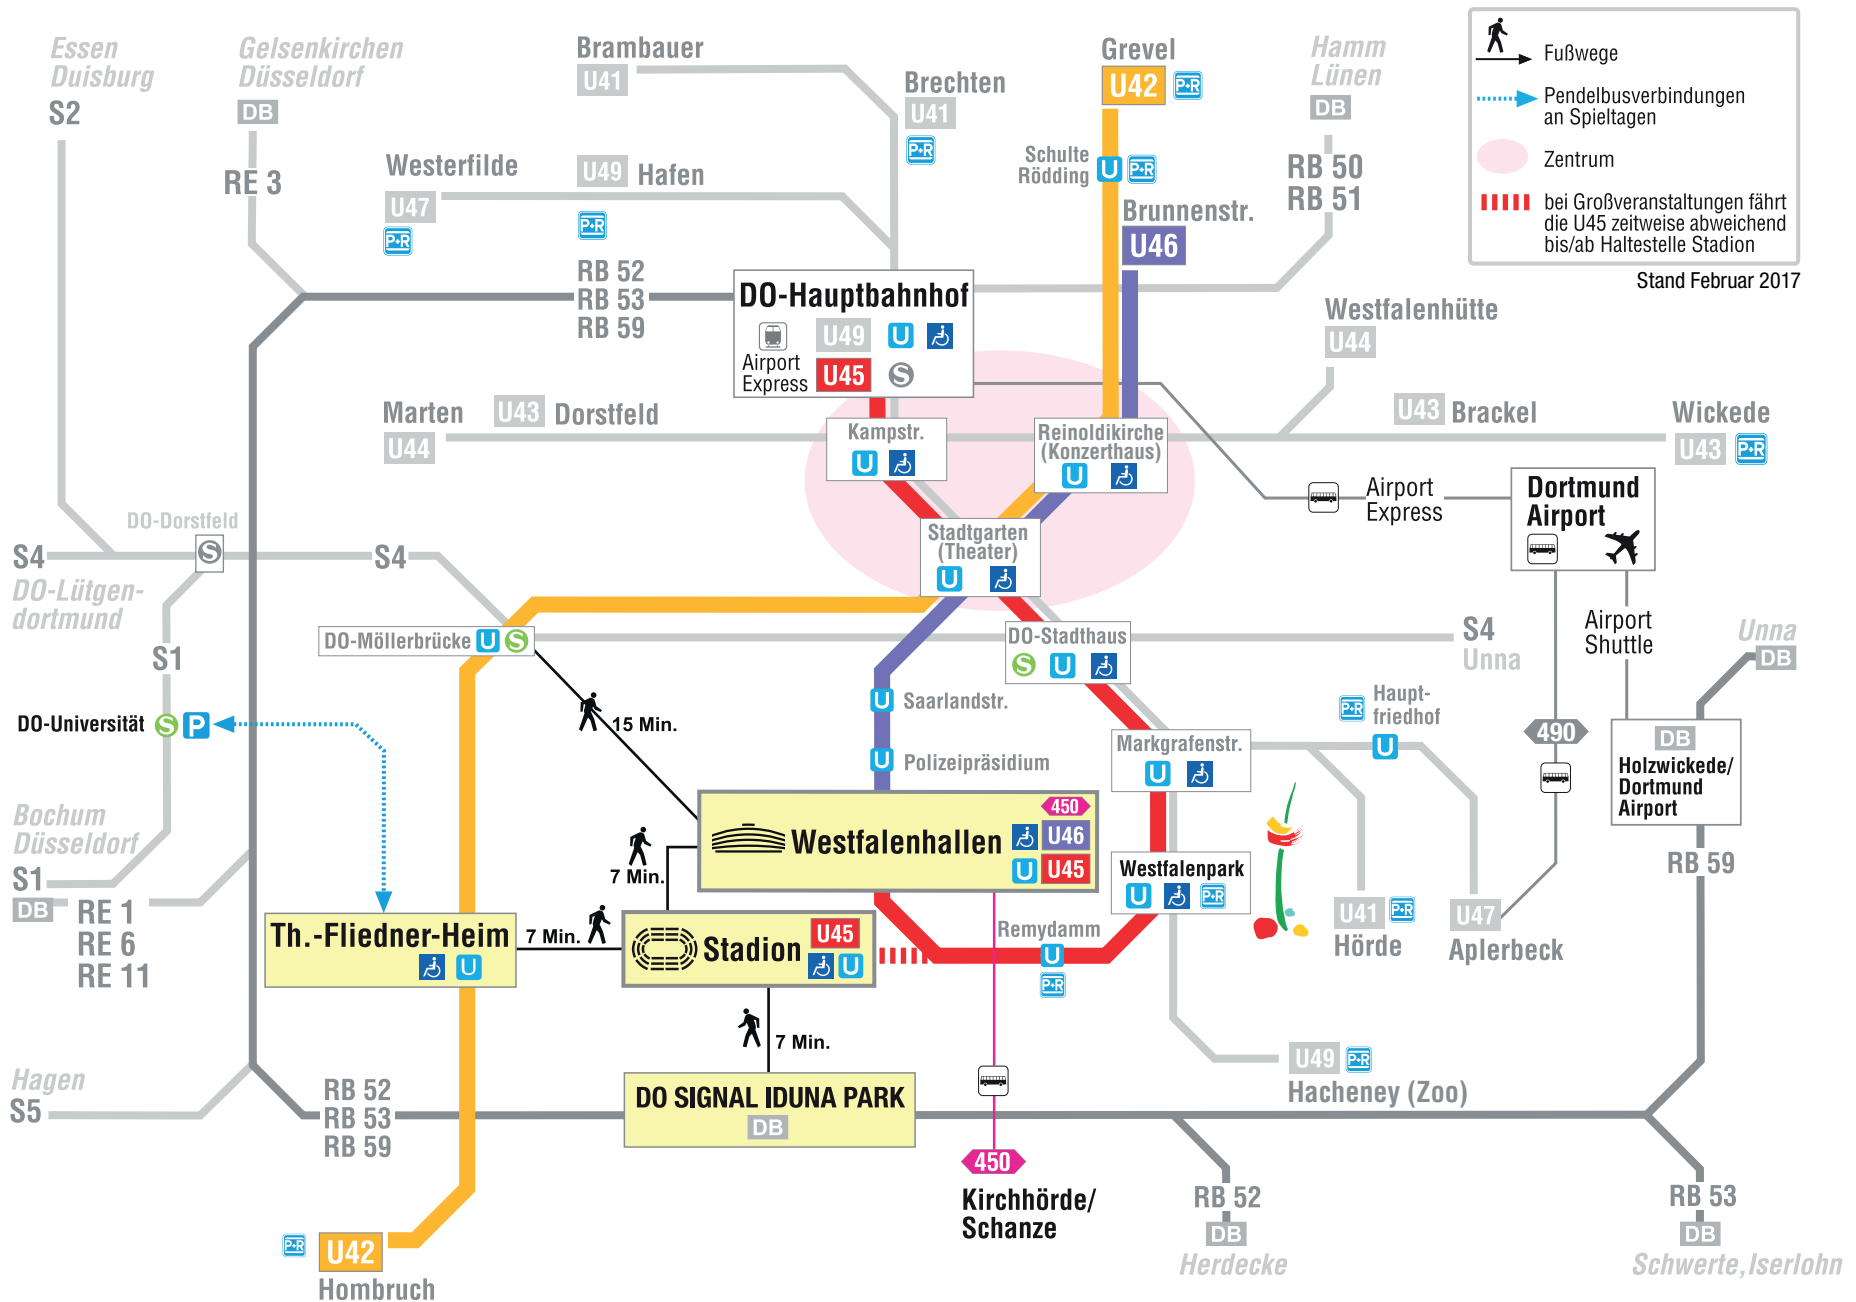 Essen
Duisburg
S2
Gelsenkirchen
Düsseldorf
DB
RE 3
Brambauer
U41
Brechten
U41
P+R
Grevel
U42
P+R
Hamm
Lünen
DB
RB 50
RB 51
Fußwege
Pendelbusverbindungen
an Spieltagen
Zentrum
bei Großveranstaltungen fährt
die U45 zeitweise abweichend
bis/ab Haltestelle Stadion
Stand Februar 2017
Westerfilde
U47
P+R
U49 Hafen
P+R
Schulte
Rödding
U P+R
Brunnenstr.
U46
RB 52
RB 53
RB 59
DO-Hauptbahnhof
U49 U
Airport
Express
U45 S
Westfalenhütte
U44
Marten
U44
U43 Dorstfeld
Kampstr.
U
Reinoldikirche
(Konzerthaus)
U
U43 Brackel
Wickede
U43 P+R
Airport
Express
Dortmund
Airport
DO-Dorstfeld
S
S4
S4
DO-Lütgen-
dortmund
Stadtgarten
(Theater)
U
S1
DO-Möllerbrücke U S
DO-Stadthaus
S U
S4
Unna
Airport
Shuttle
Unna
DB
DO-Universität S P
15 Min.
U Saarlandstr.
U Polizeipräsidium
Markgrafenstr.
U
P+R
Haupt-
friedhof
U
490
DB
Holzwickede/
Dortmund
Airport
RB 59
Bochum
Düsseldorf
S1
DB
RE 1
RE 6
RE 11
450
Westfalenhallen
U46
U U45
7 Min.
Westfalenpark
U P+R
Th.-Fliedner-Heim
U
7 Min.
Stadion
U45
U
Remydamm
U
P+R
U41 P+R
Hörde
U47
Aplerbeck
7 Min.
U49 P+R
Hacheney (Zoo)
Hagen
S5
RB 52
RB 53
RB 59
DO SIGNAL IDUNA PARK
DB
450
Kirchhörde/
Schanze
RB 52
DB
Herdecke
RB 53
DB
Schwerte, Iserlohn
P+R U42
Hombruch